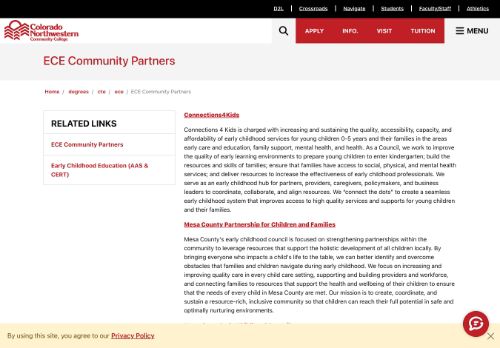 D2L
Crossroads
Navigate
Students
Faculty/Staff
Athletics
Colorado
Northwestern
Community College
APPLY
INFO.
VISIT
TUITION
MENU
ECE Community Partners
Home / degrees / cte / ece / ECE Community Partners
RELATED LINKS
ECE Community Partners
Early Childhood Education (AAS &
CERT)
Connections4Kids
Connections 4 Kids is charged with increasing and sustaining the quality, accessibility, capacity, and
affordability of early childhood services for young children 0-5 years and their families in the areas
early care and education, family support, mental health, and health. As a Council, we work to improve
the quality of early learning environments to prepare young children to enter kindergarten; build the
resources and skills of families; ensure that families have access to social, physical, and mental health
services; and deliver resources to increase the effectiveness of early childhood professionals. We
serve as an early childhood hub for partners, providers, caregivers, policymakers, and business
leaders to coordinate, collaborate, and align resources. We "connect the dots" to create a seamless
early childhood system that improves access to high quality services and supports for young children
and their families.
Mesa County Partnership for Children and Families
Mesa County's early childhood council is focused on strengthening partnerships within the
community to leverage resources that support the holistic development of all children locally. By
bringing everyone who impacts a child's life to the table, we can better identify and overcome
obstacles that families and children navigate during early childhood. We focus on increasing and
improving quality care in every child care setting, supporting and building providers and workforce,
and connecting families to resources that support the health and wellbeing of their children to ensure
that the needs of every child in Mesa County are met. Our mission is to create, coordinate, and
sustain a resource-rich, inclusive community so that children can reach their full potential in safe and
optimally nurturing environments.
By using this site, you agree to our Privacy Policy